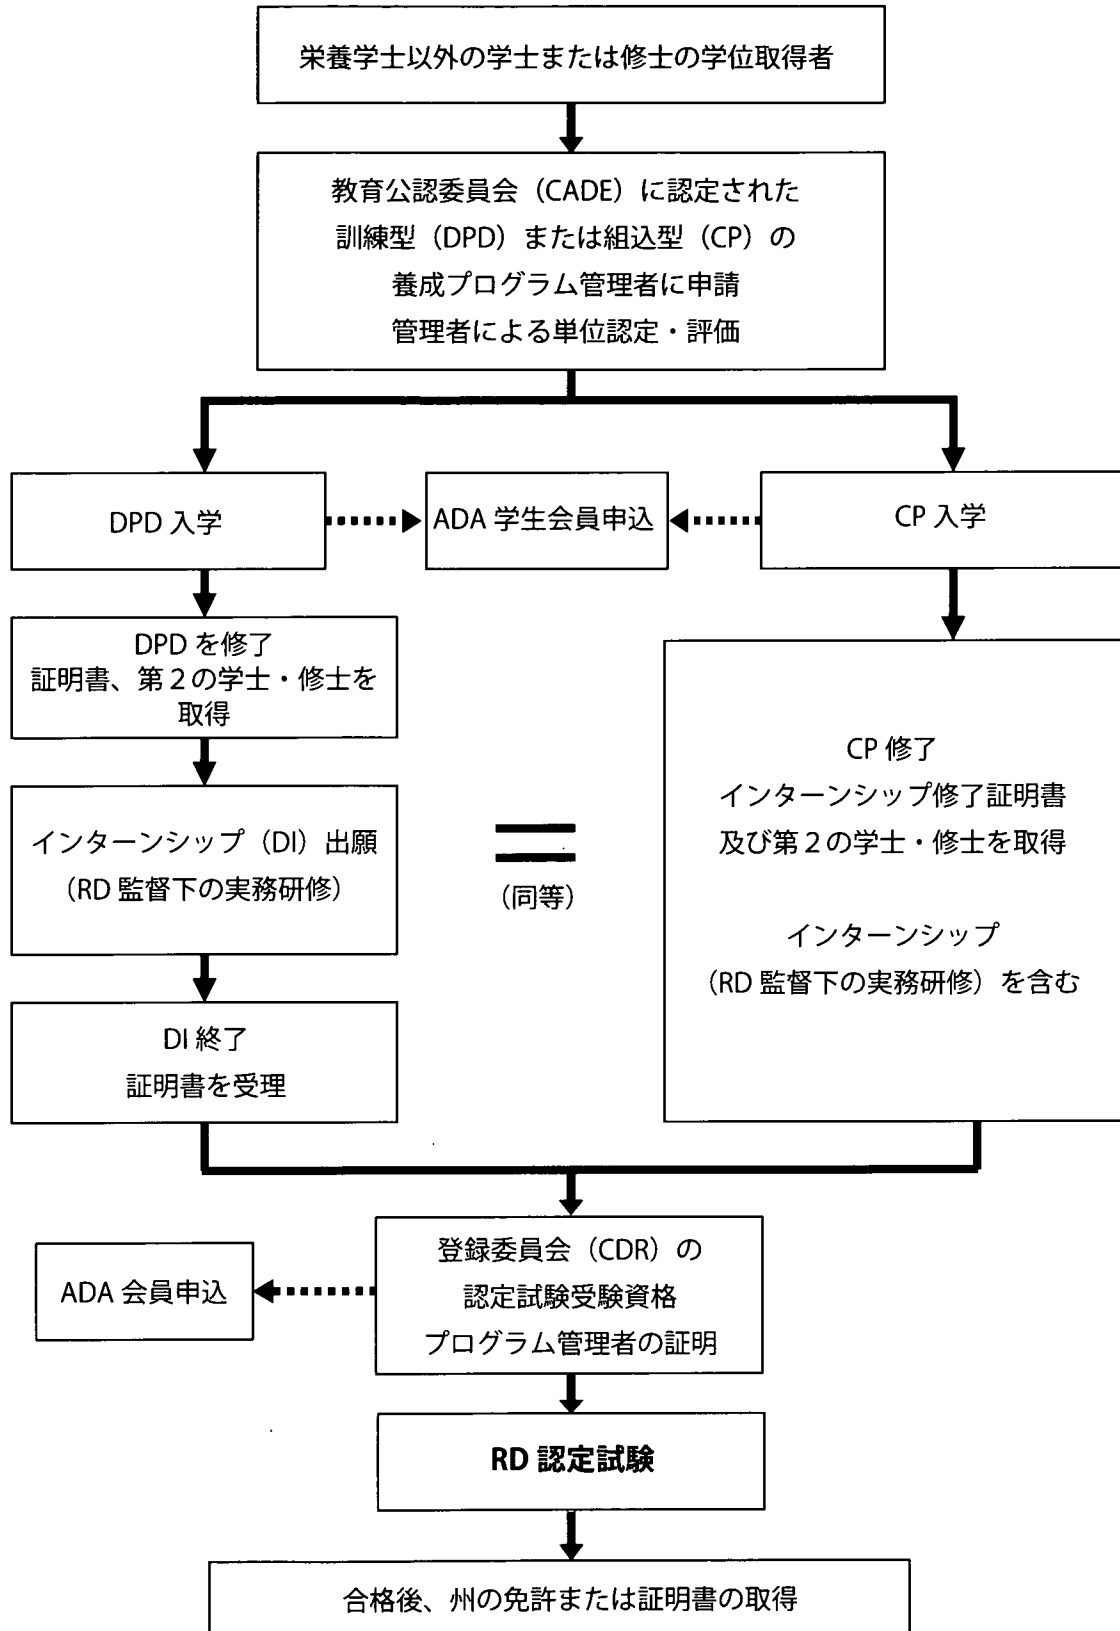 栄養学士以外の学士または修士の学位取得者
教育公認委員会（CADE）に認定された
訓練型（DPD）または組込型（CP）の
養成プログラム管理者に申請
管理者による単位認定・評価
DPD 入学
ADA 学生会員申込
CP 入学
DPD を修了
証明書、第２の学士・修士を
取得
インターンシップ（DI）出願
（RD 監督下の実務研修）
DI 終了
証明書を受理
（同等）
CP 修了
インターンシップ修了証明書
及び第２の学士・修士を取得
インターンシップ
（RD 監督下の実務研修）を含む
ADA 会員申込
登録委員会（CDR）の
認定試験受験資格
プログラム管理者の証明
RD 認定試験
合格後、州の免許または証明書の取得